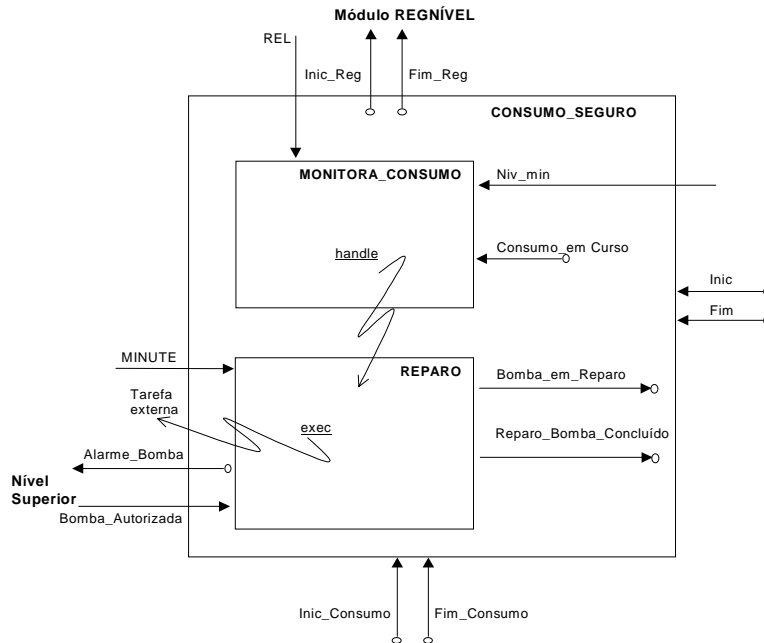 Módulo REGNÍVEL
REL
Inic_Reg
Fim_Reg
CONSUMO_SEGURO
MONITORA_CONSUMO
Niv_min
handle
Consumo_em Curso
Inic
Fim
MINUTE
REPARO
Bomba_em_Reparo
Tarefa
externa
exec
Reparo_Bomba_Concluído
Alarme_Bomba
Nível
Superior
Bomba_Autorizada
Inic_Consumo
Fim_Consumo